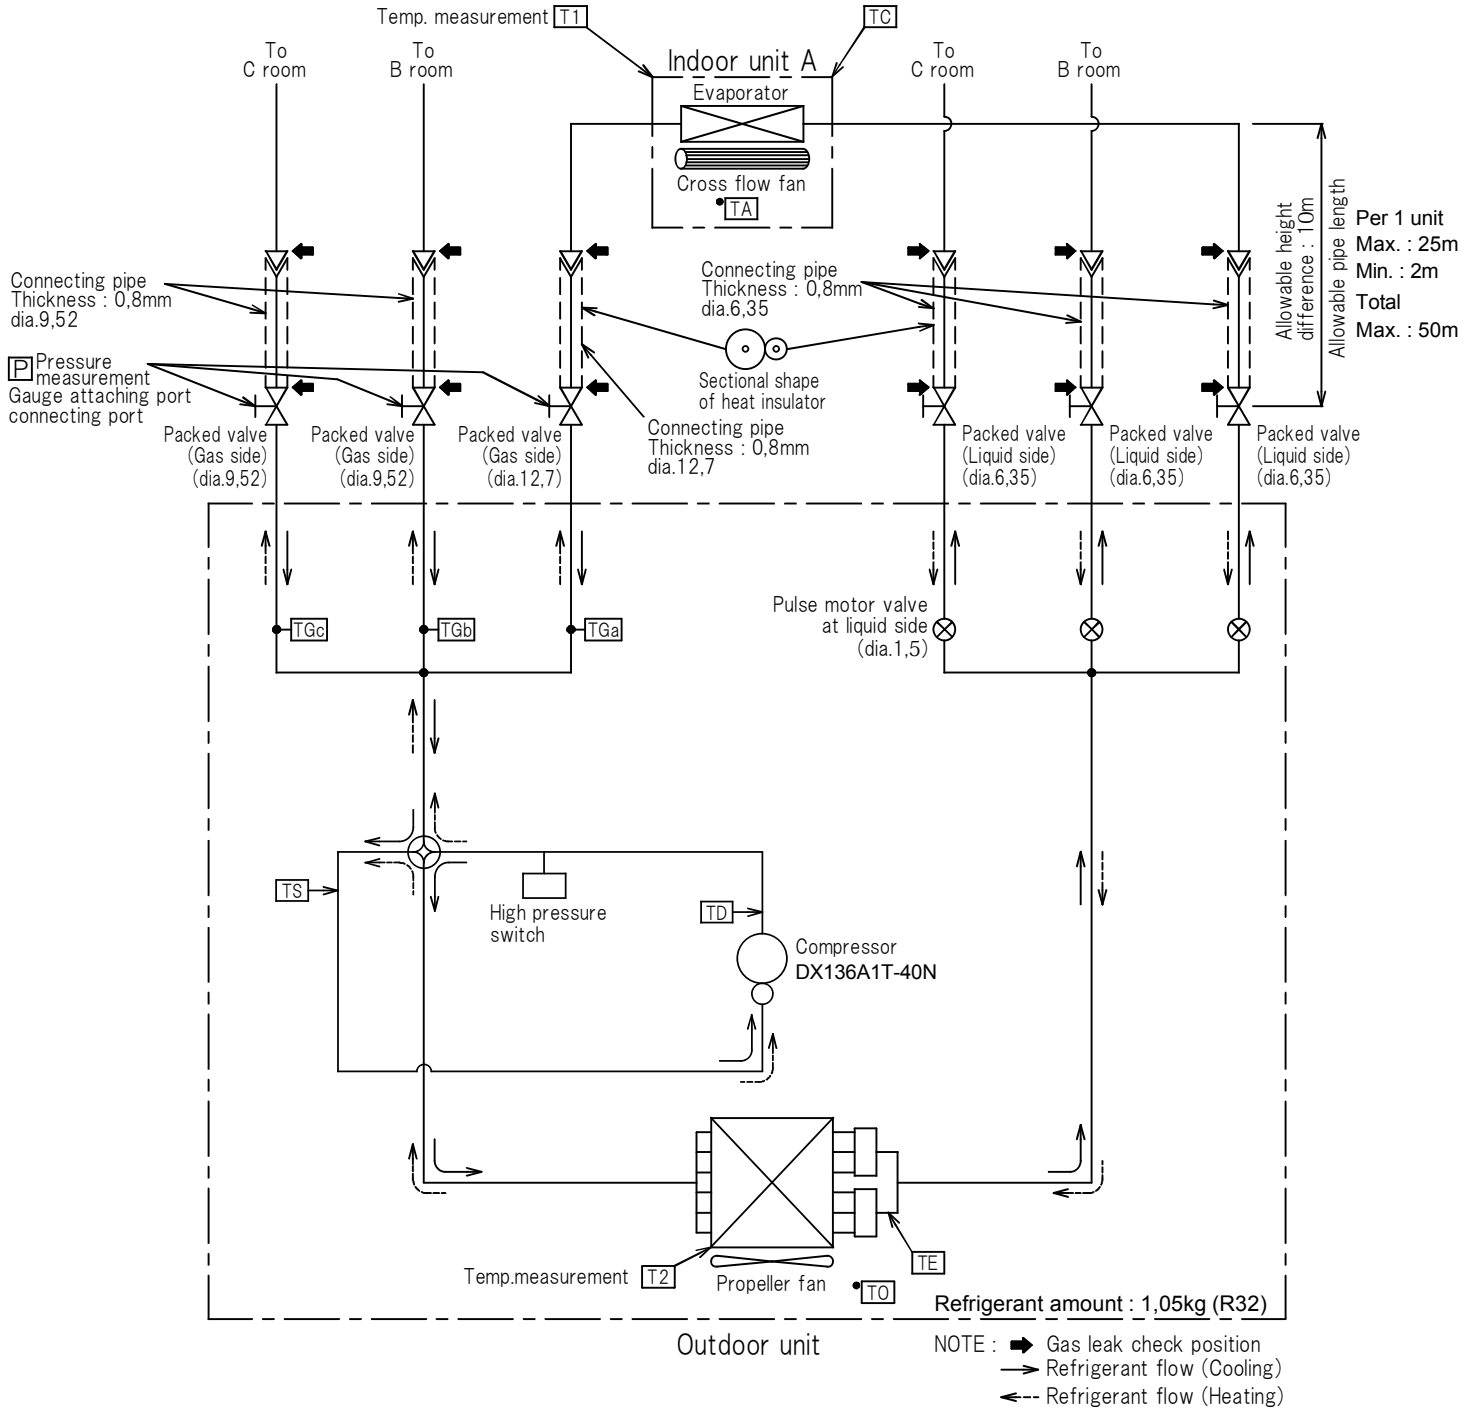 Temp. measurement T1
TC
To
C room
To
B room
Indoor unit A
Evaporator
Cross flow fan
TA
To
C room
To
B room
Allowable height
difference : 10m
Allowable pipe length
Per 1 unit
Max. : 25m
Min. : 2m
Total
Max. : 50m
Connecting pipe
Thickness : 0,8mm
dia.9,52
P Pressure
measurement
Gauge attaching port
connecting port
Connecting pipe
Thickness : 0,8mm
dia.6,35
Sectional shape
of heat insulator
Connecting pipe
Thickness : 0,8mm
dia.12,7
Packed valve
(Gas side)
(dia.9,52)
Packed valve
(Gas side)
(dia.9,52)
Packed valve
(Gas side)
(dia.12,7)
Packed valve
(Liquid side)
(dia.6,35)
Packed valve
(Liquid side)
(dia.6,35)
Packed valve
(Liquid side)
(dia.6,35)
TGc
TGb
TGa
Pulse motor valve
at liquid side
(dia.1,5)
TS
High pressure
switch
TD
Compressor
DX136A1T-40N
Temp.measurement T2
Propeller fan
TO
TE
Refrigerant amount : 1,05kg (R32)
Outdoor unit
NOTE : Gas leak check position
Refrigerant flow (Cooling)
Refrigerant flow (Heating)